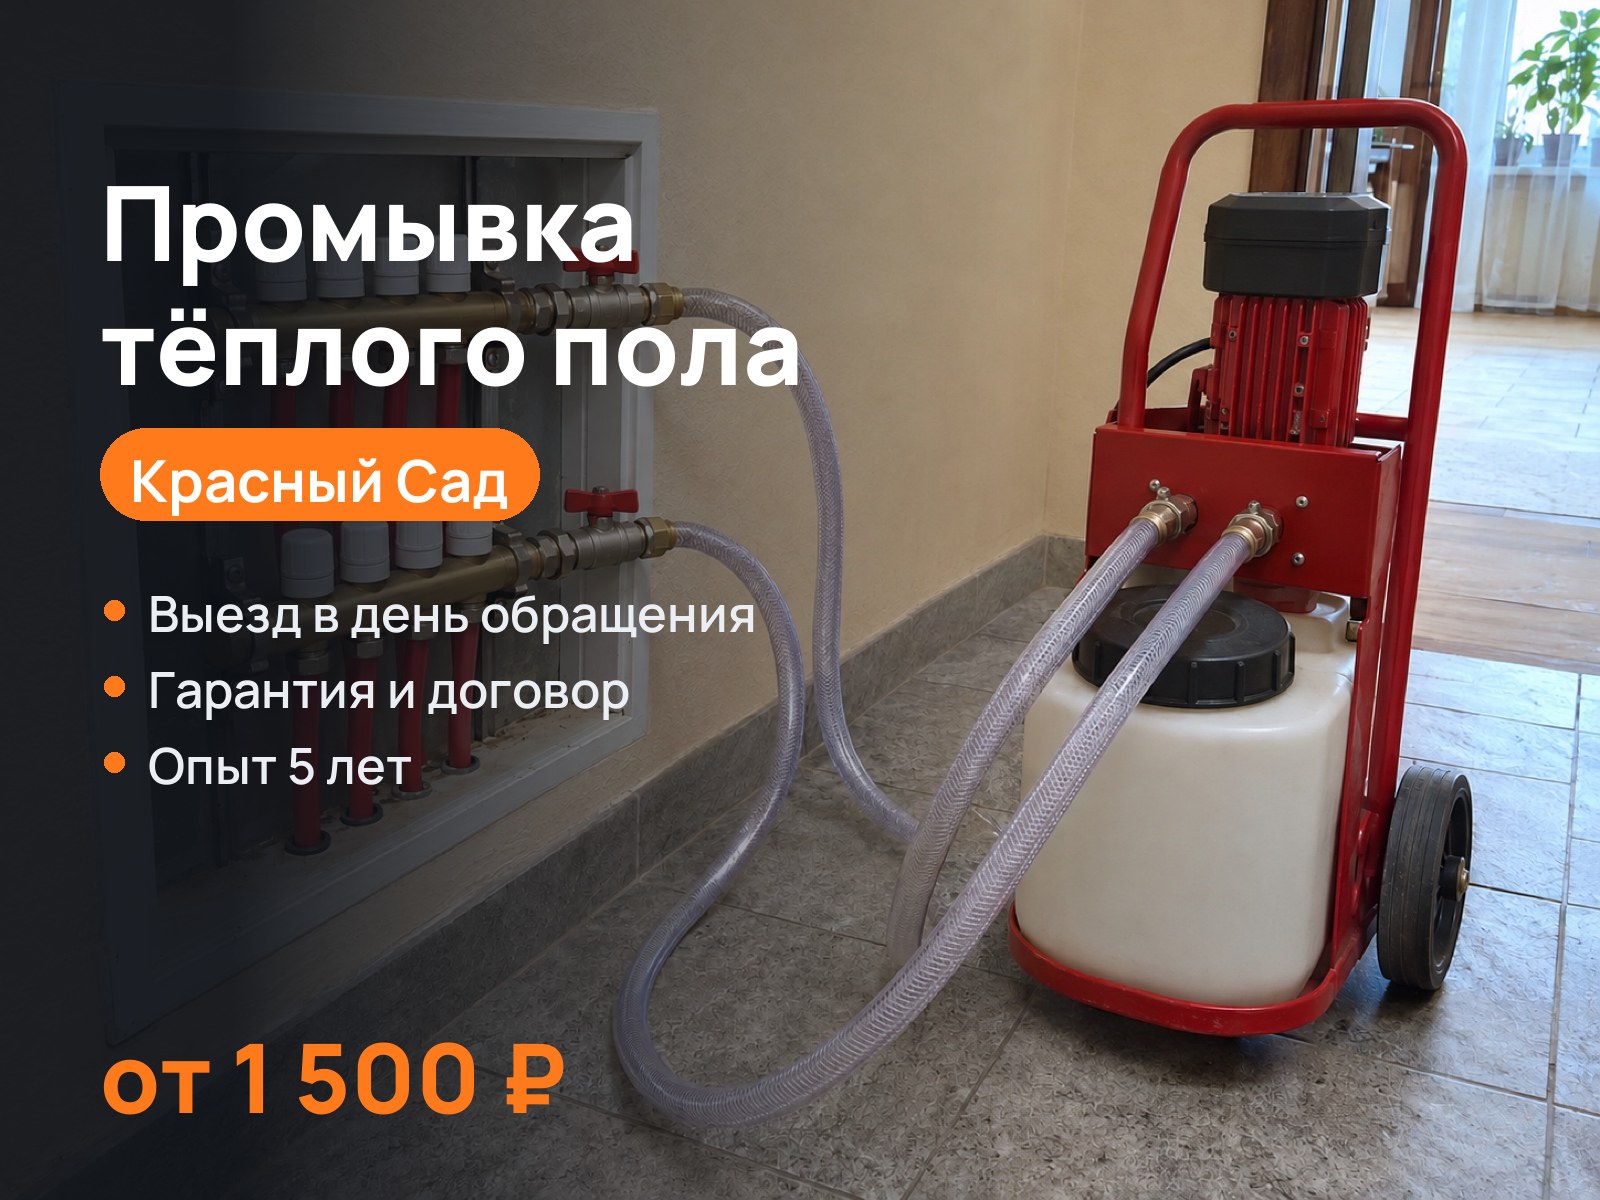 Промывка
тёплого пола
Красный Сад
Выезд в день обращения
Гарантия и договор
Опыт 5 лет
от 1 500 ₽